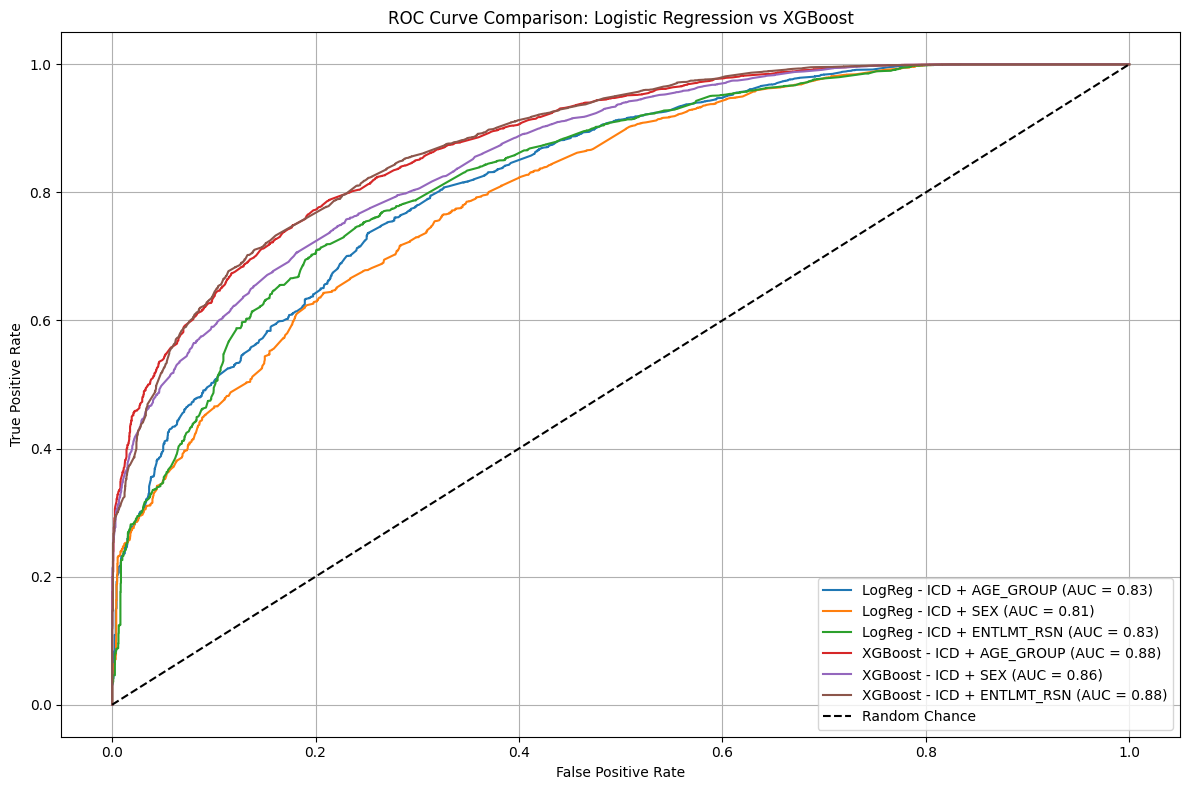 ROC Curve Comparison: Logistic Regression vs XGBoost
True Positive Rate
1.0
0.8
0.6
0.4
0.2
0.0
LogReg - ICD + AGE_GROUP (AUC = 0.83)
LogReg - ICD + SEX (AUC = 0.81)
LogReg - ICD + ENTLMT_RSN (AUC = 0.83)
XGBoost - ICD + AGE_GROUP (AUC = 0.88)
XGBoost - ICD + SEX (AUC = 0.86)
XGBoost - ICD + ENTLMT_RSN (AUC = 0.88)
Random Chance
0.0 0.2 0.4 0.6 0.8 1.0
False Positive Rate